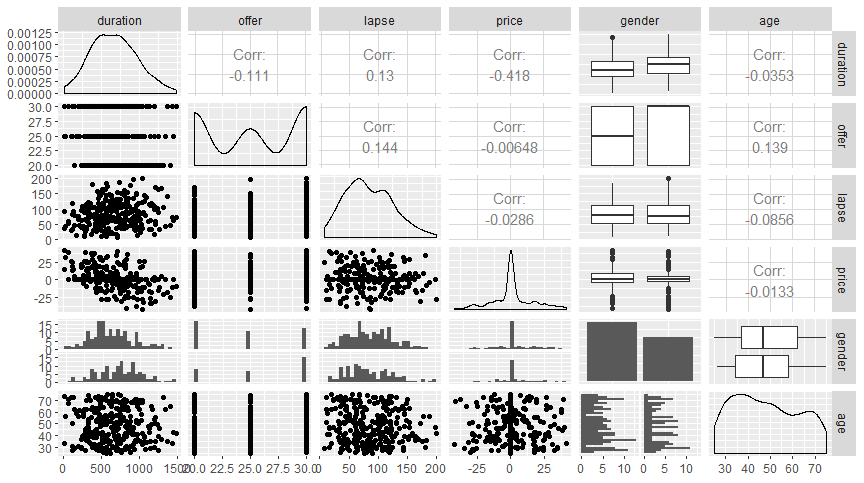 duration offer lapse price gender age
0.00125
0.00100
0.00075
0.00050
0.00025
0.00000
Corr:
-0.111
Corr:
0.13
Corr:
-0.418
Corr:
-0.0353
duration
30.0
27.5
25.0
22.5
20.0
Corr:
0.144
Corr:
-0.00648
Corr:
0.139
offer
200
150
100
50
0
Corr:
-0.0286
Corr:
-0.0856
lapse
25
0
-25
Corr:
-0.0133
price
15
10
5
0
15
10
5
0
gender
70
60
50
40
30
age
0 500 1000 1500 20.0 22.5 25.0 27.5 30.0 0 50 100 150 200 -25 0 25 0 5 10 0 5 10 30 40 50 60 70